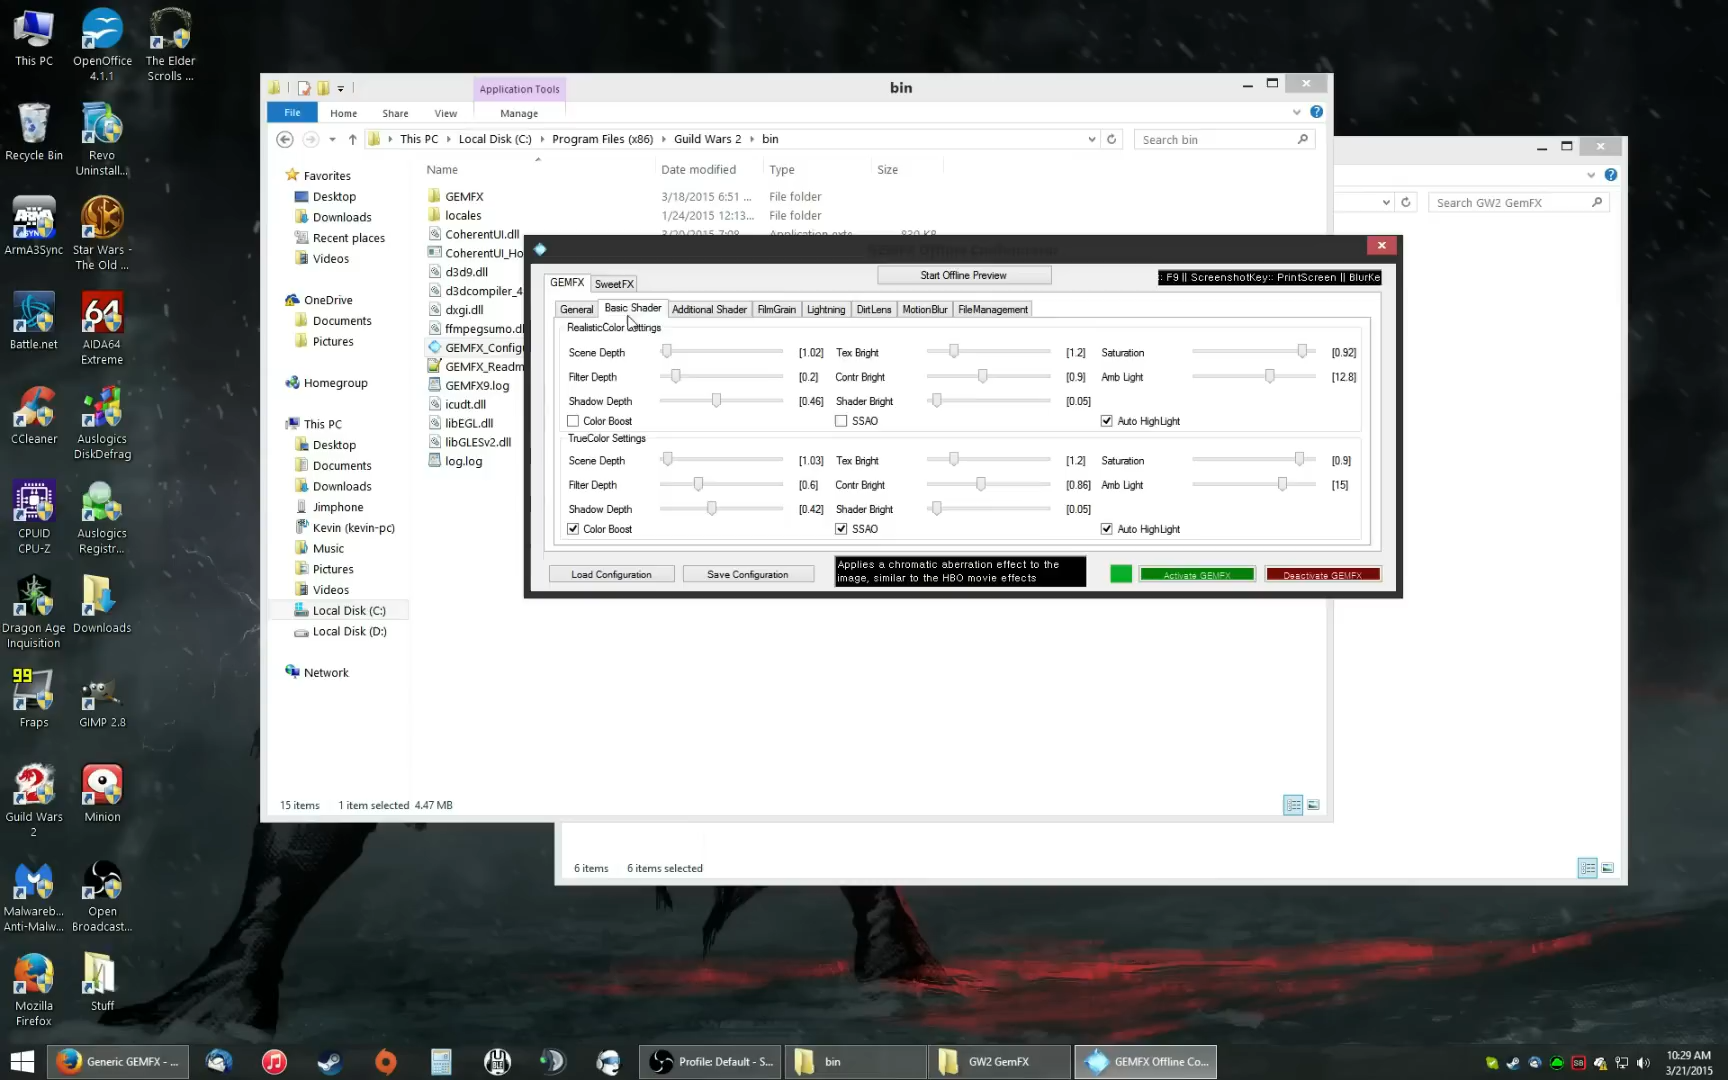 This PC
OpenOffice
4.1.1
The Elder
Scrolls ...
Recycle Bin
Revo
Uninstall...
ArmA3Sync
Star Wars -
The Old ...
Battle.net
64
AIDA64
Extreme
CCleaner
Auslogics
DiskDefrag
CPUID
CPU-Z
Auslogics
Registr...
Dragon Age
Inquisition
Downloads
99
Fraps
GIMP 2.8
Guild Wars
2
Minion
Malwareb...
Anti-Malw...
Open
Broadcast...
Mozilla
Firefox
Stuff
Application Tools
bin
File
Home
Share
View
Manage
This PC
Local Disk (C:)
Program Files (x86)
Guild Wars 2
bin
Search bin
Name
Date modified
Type
Size
Favorites
Desktop
Downloads
Recent places
Videos
OneDrive
Documents
Pictures
Homegroup
This PC
Desktop
Documents
Downloads
Jimphone
Kevin (kevin-pc)
Music
Pictures
Videos
Local Disk (C:)
Local Disk (D:)
Network
GEMFX
3/18/2015 6:51 ...
File folder
locales
1/24/2015 12:13...
File folder
CoherentUI.dll
CoherentUI_Ho
d3d9.dll
d3dcompiler_4
dxgi.dll
ffmpegsumo.d
GEMFX_Config
GEMFX_Readm
GEMFX9.log
icudt.dll
libEGL.dll
libGLESv2.dll
log.log
15 items
1 item selected 4.47 MB
Search GW2 GemFX
6 items
6 items selected
GEMFX
SweetFX
Start Offline Preview
: F9 || ScreenshotKey:: PrintScreen || BlurKe
General
Basic Shader
Additional Shader
FilmGrain
Lightning
DirtLens
MotionBlur
FileManagement
RealisticColor Settings
Scene Depth [1.02] Tex Bright [1.2] Saturation [0.92]
Filter Depth [0.2] Contr Bright [0.9] Amb Light [12.8]
Shadow Depth [0.46] Shader Bright [0.05]
Color Boost SSAO Auto HighLight
TrueColor Settings
Scene Depth [1.03] Tex Bright [1.2] Saturation [0.9]
Filter Depth [0.6] Contr Bright [0.86] Amb Light [15]
Shadow Depth [0.42] Shader Bright [0.05]
Color Boost SSAO Auto HighLight
Load Configuration
Save Configuration
Applies a chromatic aberration effect to the
image, similar to the HBO movie effects
Activate GEMFX
Deactivate GEMFX
Generic GEMFX - ...
Profile: Default - S...
bin
GW2 GemFX
GEMFX Offline Co...
10:29 AM
3/21/2015